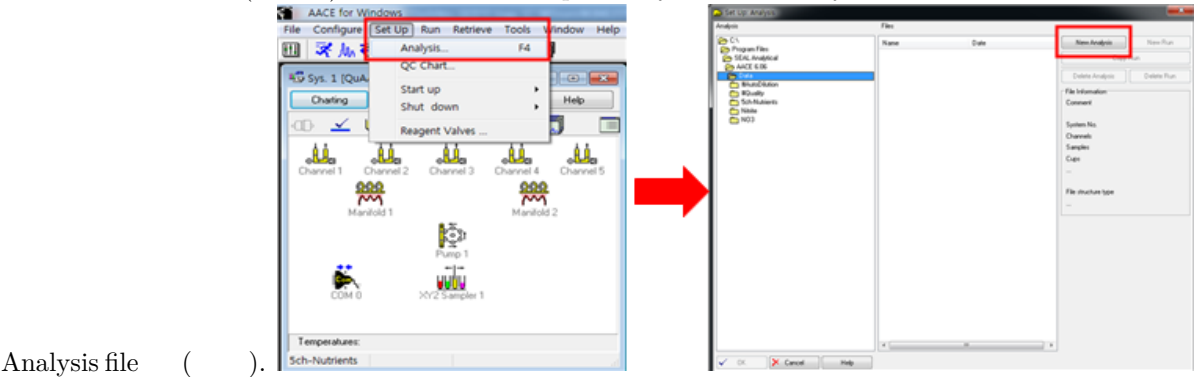 AACE for Windows
File Configure Set Up Run Retrieve Tools Window Help
Analysis... F4
QC Chart...
Start up
Shut down
Reagent Valves ...
Sys. 1 [QuA
Charting
Help
Channel 1 Channel 2 Channel 3 Channel 4 Channel 5
Manifold 1 Manifold 2
Pump 1
COM 0 XY2 Sampler 1
Temperatures:
5ch-Nutrients
Set Up: Analysis
Analysis
Files
C:\
Program Files
SEAL Analytical
AACE 6.06
Data
#AutoDilution
#Quality
5ch-Nutrients
Nitrite
NO3
Name Date
New Analysis New Run
Delete Analysis Delete Run
File Information:
Comment
...
System No.
Channels
Samples
Cups
...
File structure type
...
OK Cancel Help
Analysis file ( ).